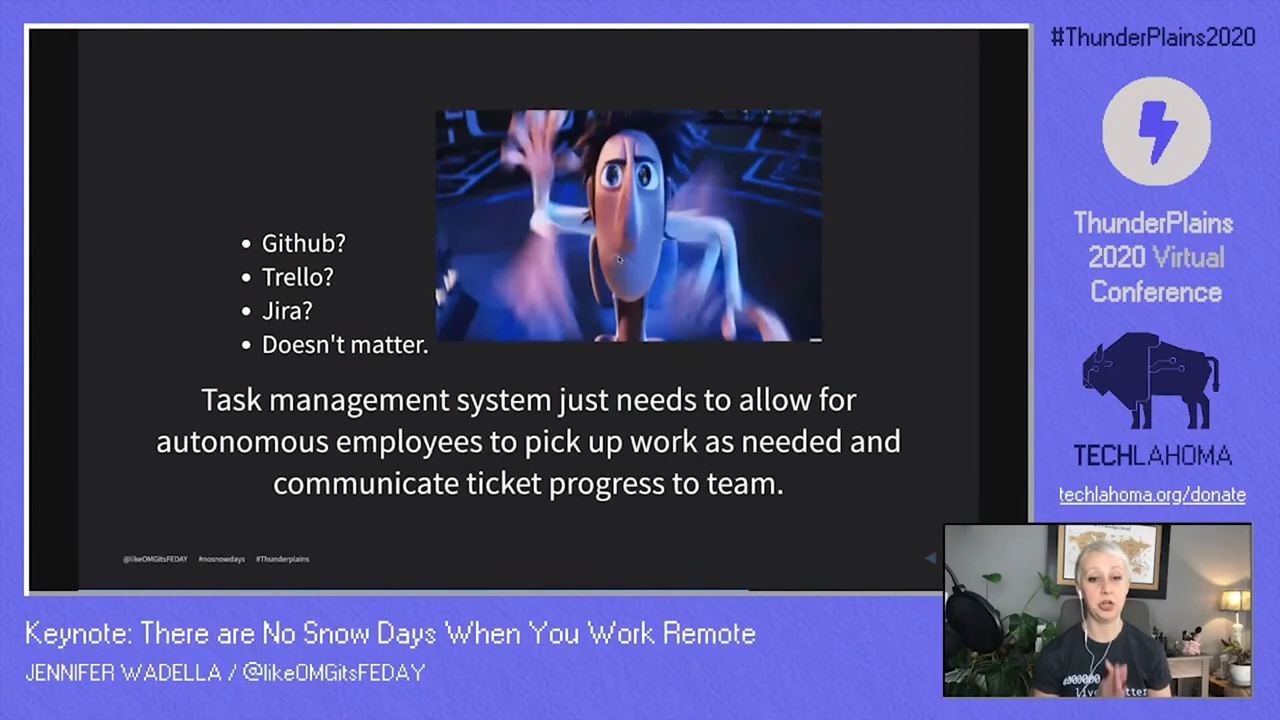 #ThunderPlains2020
ThunderPlains
2020 Virtual
Conference
TECHLAHOMA
techlahoma.org/donate
Github?
Trello?
Jira?
Doesn't matter.
Task management system just needs to allow for
autonomous employees to pick up work as needed and
communicate ticket progress to team.
@likeOMGitsFEDAY #nosnowdays #Thunderplains
Keynote: There are No Snow Days When You Work Remote
JENNIFER WADELLA / @likeOMGitsFEDAY
#000000